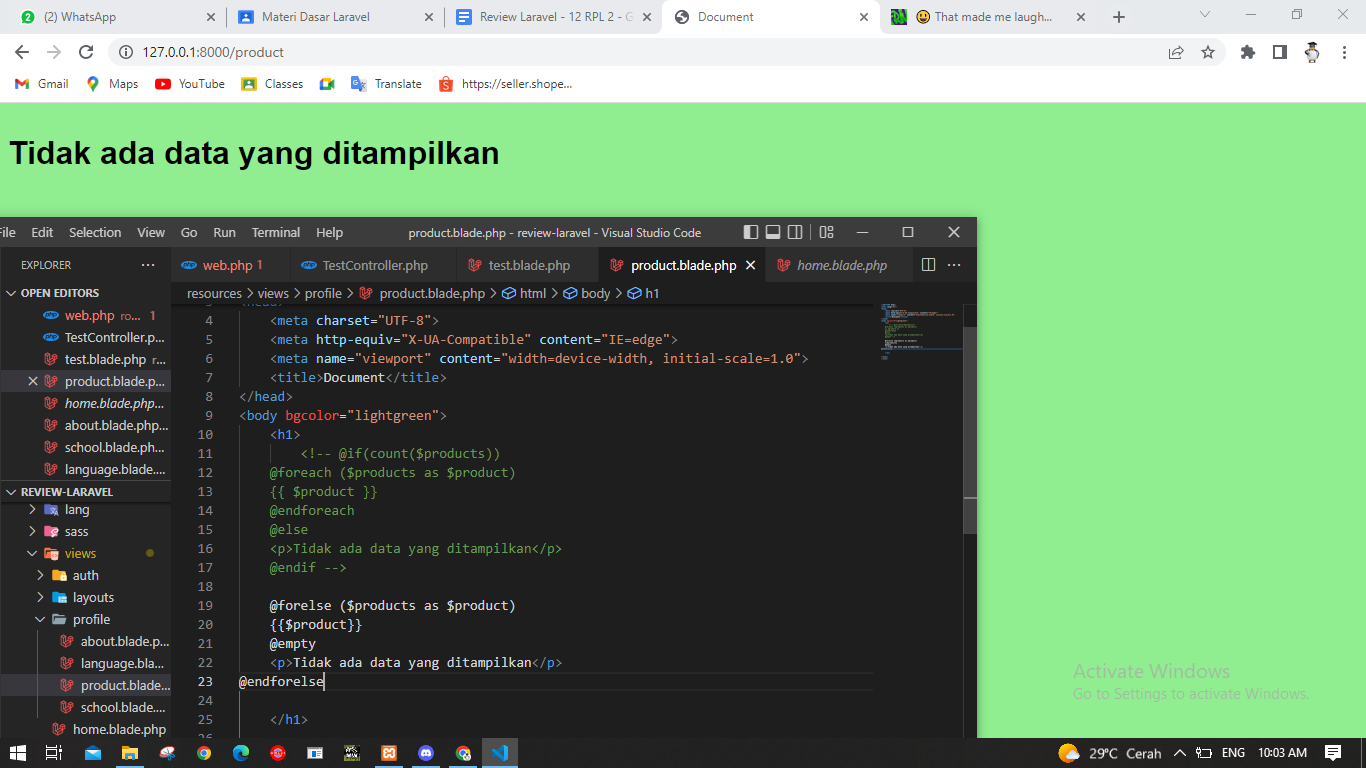 (2) WhatsApp
Materi Dasar Laravel
Review Laravel - 12 RPL 2 - G
Document
That made me laugh...
127.0.0.1:8000/product
Gmail
Maps
YouTube
Classes
Translate
https://seller.shope...
Tidak ada data yang ditampilkan
ile Edit Selection View Go Run Terminal Help
product.blade.php - review-laravel - Visual Studio Code
EXPLORER
web.php 1
TestController.php
test.blade.php
product.blade.php
home.blade.php
resources > views > profile > product.blade.php > html > body > h1
OPEN EDITORS
web.php ro... 1
TestController.p...
test.blade.php r...
product.blade.p...
home.blade.php...
about.blade.php...
school.blade.ph...
language.blade....
REVIEW-LARAVEL
lang
sass
views
auth
layouts
profile
about.blade.p...
language.bla...
product.blade...
school.blade....
home.blade.php
4 <meta charset="UTF-8">
5 <meta http-equiv="X-UA-Compatible" content="IE=edge">
6 <meta name="viewport" content="width=device-width, initial-scale=1.0">
7 <title>Document</title>
8 </head>
9 <body bgcolor="lightgreen">
10 <h1>
11 <!-- @if(count($products))
12 @foreach ($products as $product)
13 {{ $product }}
14 @endforeach
15 @else
16 <p>Tidak ada data yang ditampilkan</p>
17 @endif -->
18
19 @forelse ($products as $product)
20 {{$product}}
21 @empty
22 <p>Tidak ada data yang ditampilkan</p>
23 @endforelse
24
25 </h1>
Activate Windows
Go to Settings to activate Windows.
29°C Cerah
ENG
10:03 AM